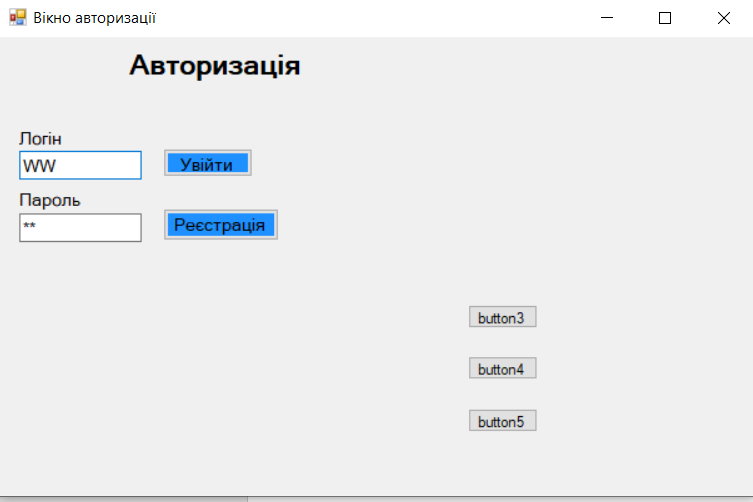 Вікно авторизації
Авторизація
Логін
WW
Увійти
Пароль
**
Реєстрація
button3
button4
button5